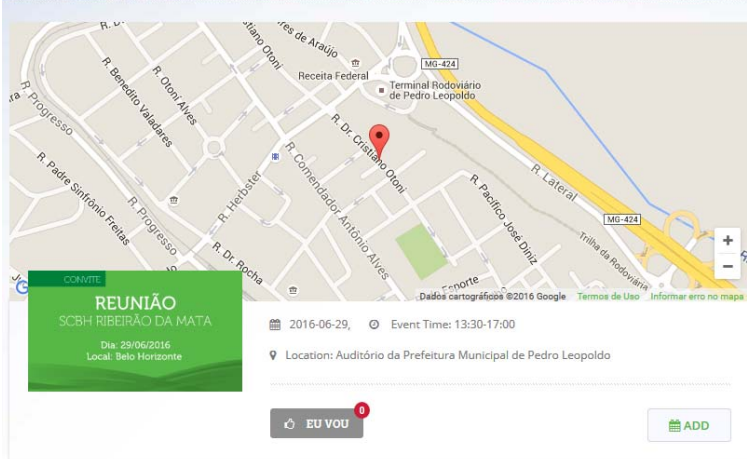 R. Benedito Valadares
R. Otoni Alves
R. Progresso
R. Padre Sinfrônio Freitas
R. Progresso
Receita Federal
Terminal Rodoviário
de Pedro Leopoldo
MG-424
R. Dr. Cristiano Otoni
R. Comendador Antônio Alves
R. Herbster
R. Dr. Rocha
R. Pacífico José Diniz
R. Lateral
MG-424
Trilha da Rodoviária
Esporte
+
−
Dados cartográficos ©2016 Google Termos de Uso Informar erro no mapa
CONVITE
REUNIÃO
SCBH RIBEIRÃO DA MATA
Dia: 29/06/2016
Local: Belo Horizonte
2016-06-29, Event Time: 13:30-17:00
Location: Auditório da Prefeitura Municipal de Pedro Leopoldo
EU VOU
0
ADD